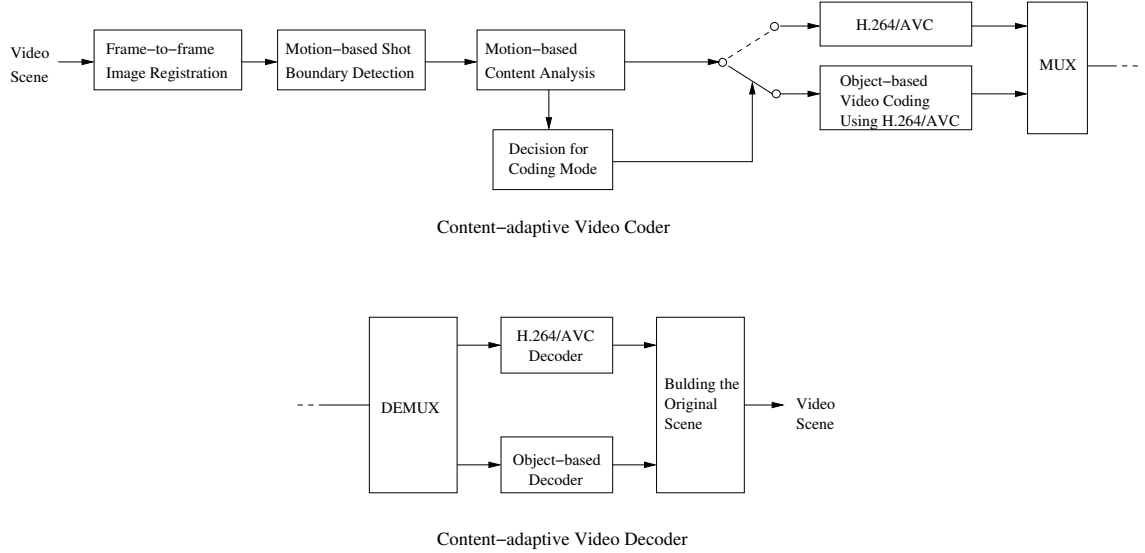 Video
Scene
Frame−to−frame
Image Registration
Motion−based Shot
Boundary Detection
Motion−based
Content Analysis
Decision for
Coding Mode
H.264/AVC
Object−based
Video Coding
Using H.264/AVC
MUX
Content−adaptive Video Coder
DEMUX
H.264/AVC
Decoder
Object−based
Decoder
Bulding the
Original
Scene
Video
Scene
Content−adaptive Video Decoder